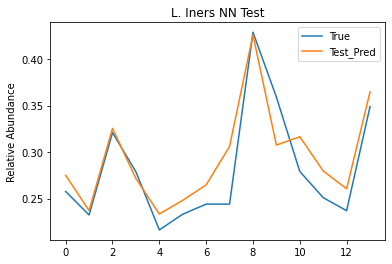 L. Iners NN Test
True
Test_Pred
Relative Abundance
0.40
0.35
0.30
0.25
0 2 4 6 8 10 12